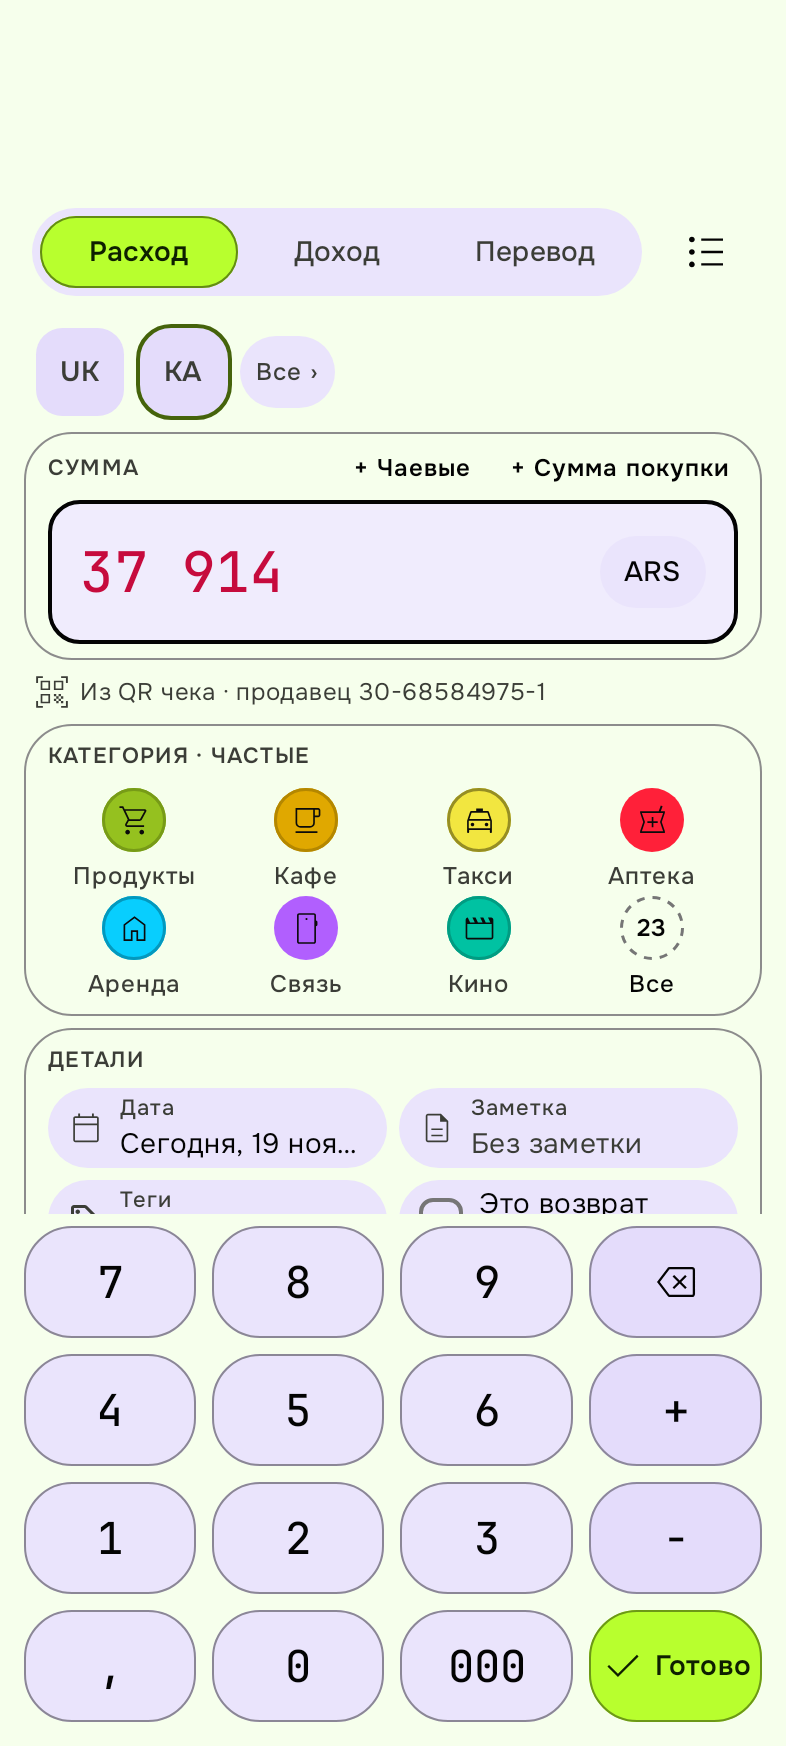 Расход Доход Перевод
UK KA Все ›
СУММА + Чаевые + Сумма покупки
37 914 ARS
Из QR чека · продавец 30-68584975-1
КАТЕГОРИЯ · ЧАСТЫЕ
Продукты Кафе Такси Аптека
23
Аренда Связь Кино Все
ДЕТАЛИ
Дата Заметка
Сегодня, 19 ноя... Без заметки
Теги Это возврат
7 8 9
4 5 6 +
1 2 3 -
, 0 000 Готово